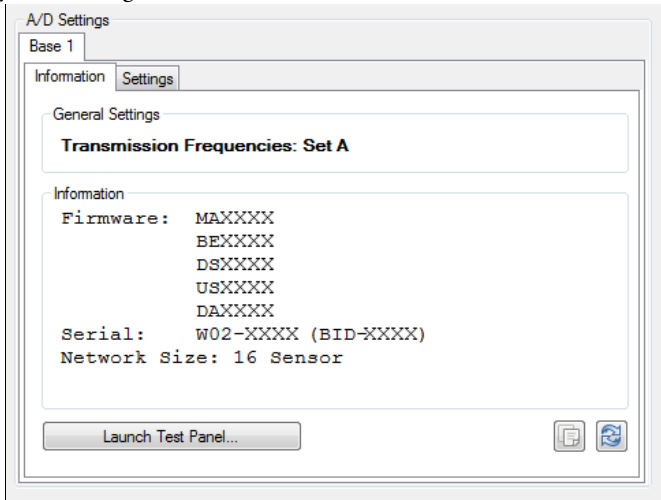 A/D Settings
Base 1
Information Settings
General Settings
Transmission Frequencies: Set A
Information
Firmware: MAXXXX
BEXXXX
DSXXXX
USXXXX
DAXXXX
Serial: W02-XXXX (BID-XXXX)
Network Size: 16 Sensor
Launch Test Panel...